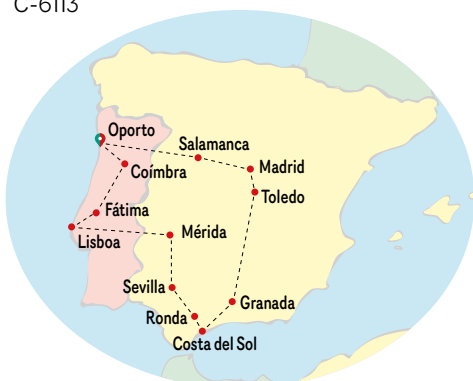 C-6113
Oporto
Salamanca
Coímbra
Madrid
Toledo
Fátima
Lisboa
Mérida
Sevilla
Granada
Ronda
Costa del Sol